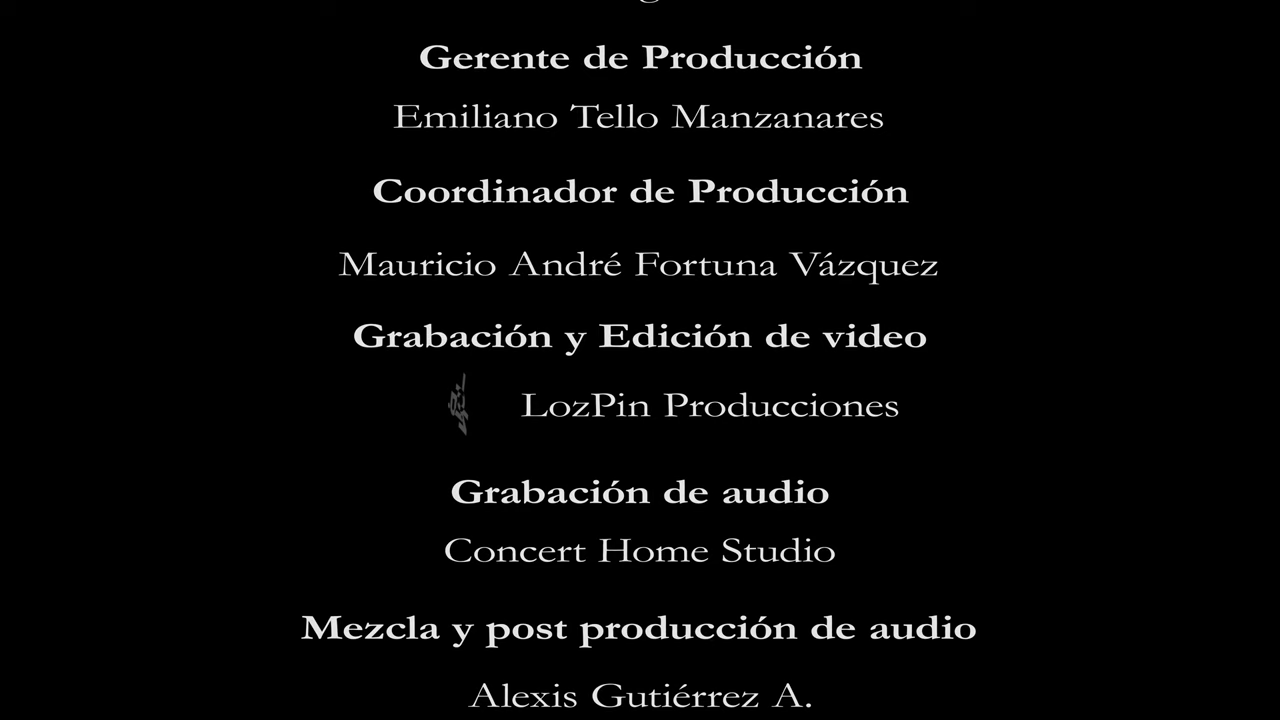 Gerente de Producción
Emiliano Tello Manzanares
Coordinador de Producción
Mauricio André Fortuna Vázquez
Grabación y Edición de video
LozPin Producciones
Grabación de audio
Concert Home Studio
Mezcla y post producción de audio
Alexis Gutiérrez A.